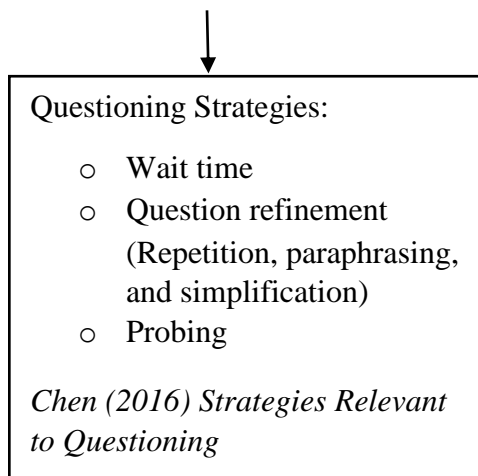 Questioning Strategies:
o Wait time
o Question refinement
(Repetition, paraphrasing,
and simplification)
o Probing
Chen (2016) Strategies Relevant
to Questioning